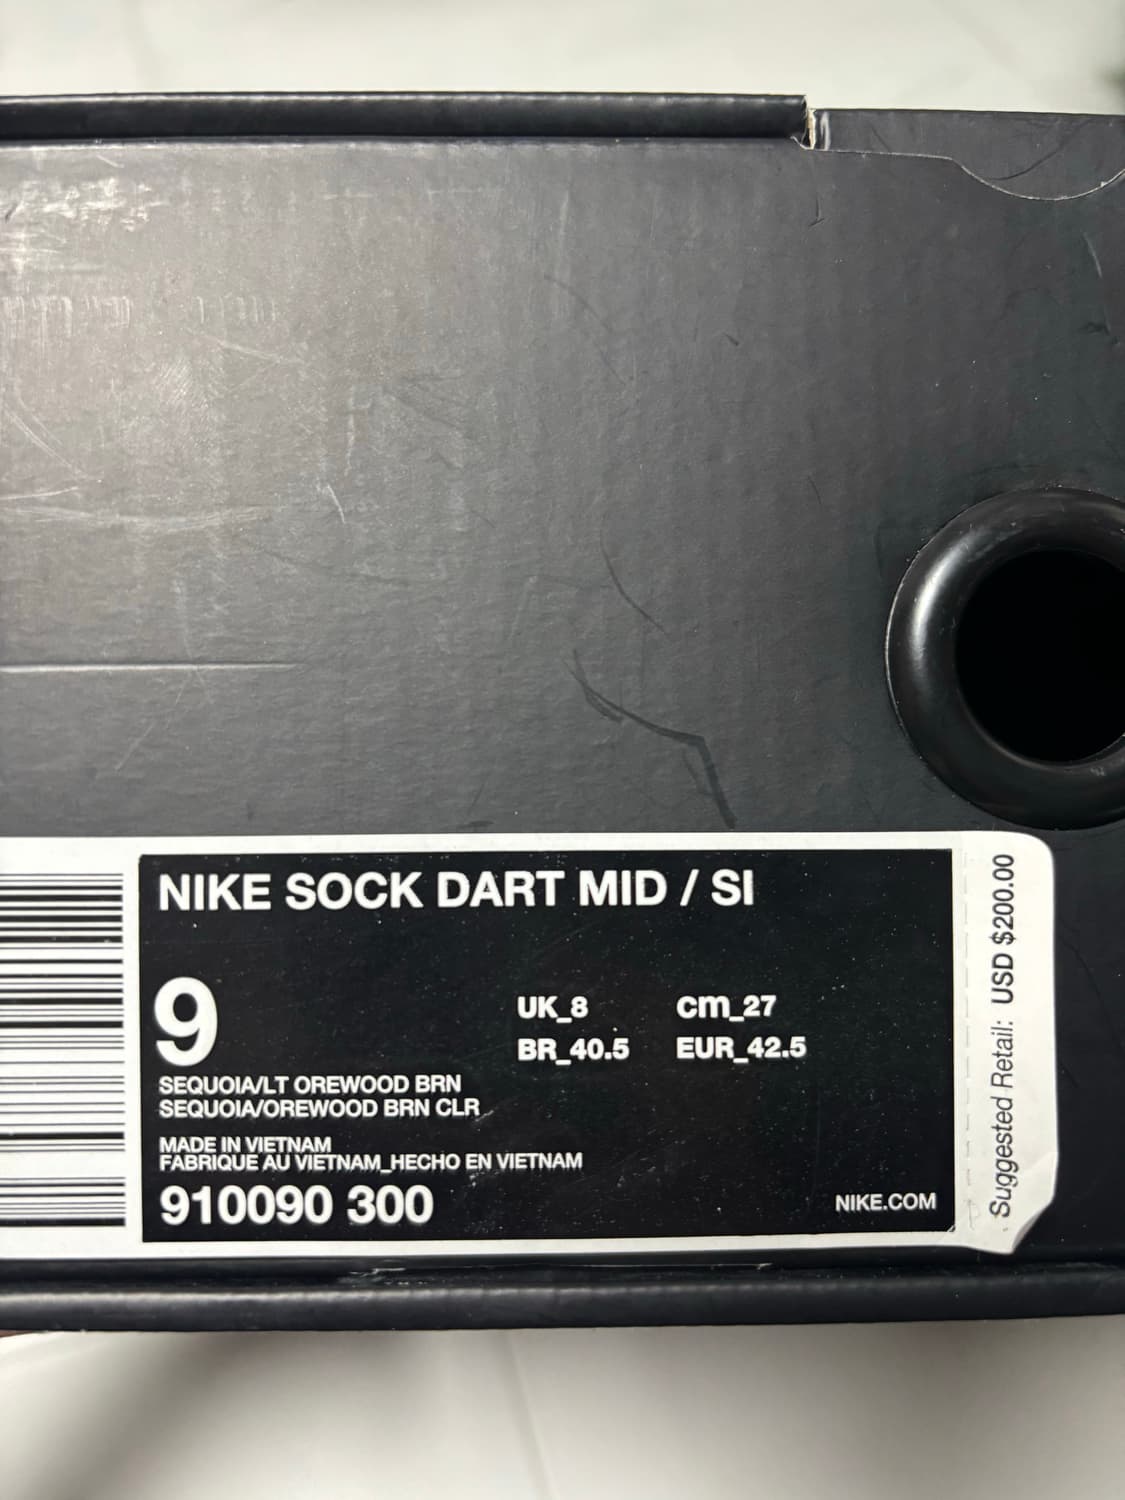 NIKE SOCK DART MID / SI
9
UK_8 cm_27
BR_40.5 EUR_42.5
SEQUOIA/LT OREWOOD BRN
SEQUOIA/OREWOOD BRN CLR
MADE IN VIETNAM
FABRIQUE AU VIETNAM_HECHO EN VIETNAM
910090 300
NIKE.COM
Suggested Retail: USD $200.00